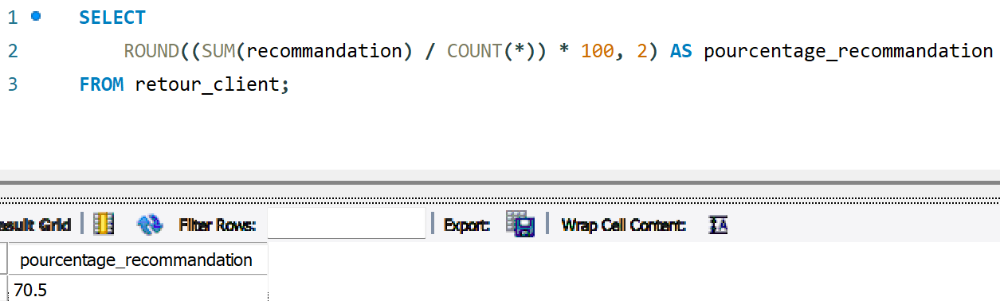 1 SELECT
2 ROUND((SUM(recommandation) / COUNT(*)) * 100, 2) AS pourcentage_recommandation
3 FROM retour_client;
esult Grid Filter Rows: Export: Wrap Cell Content:
pourcentage_recommandation
70.5